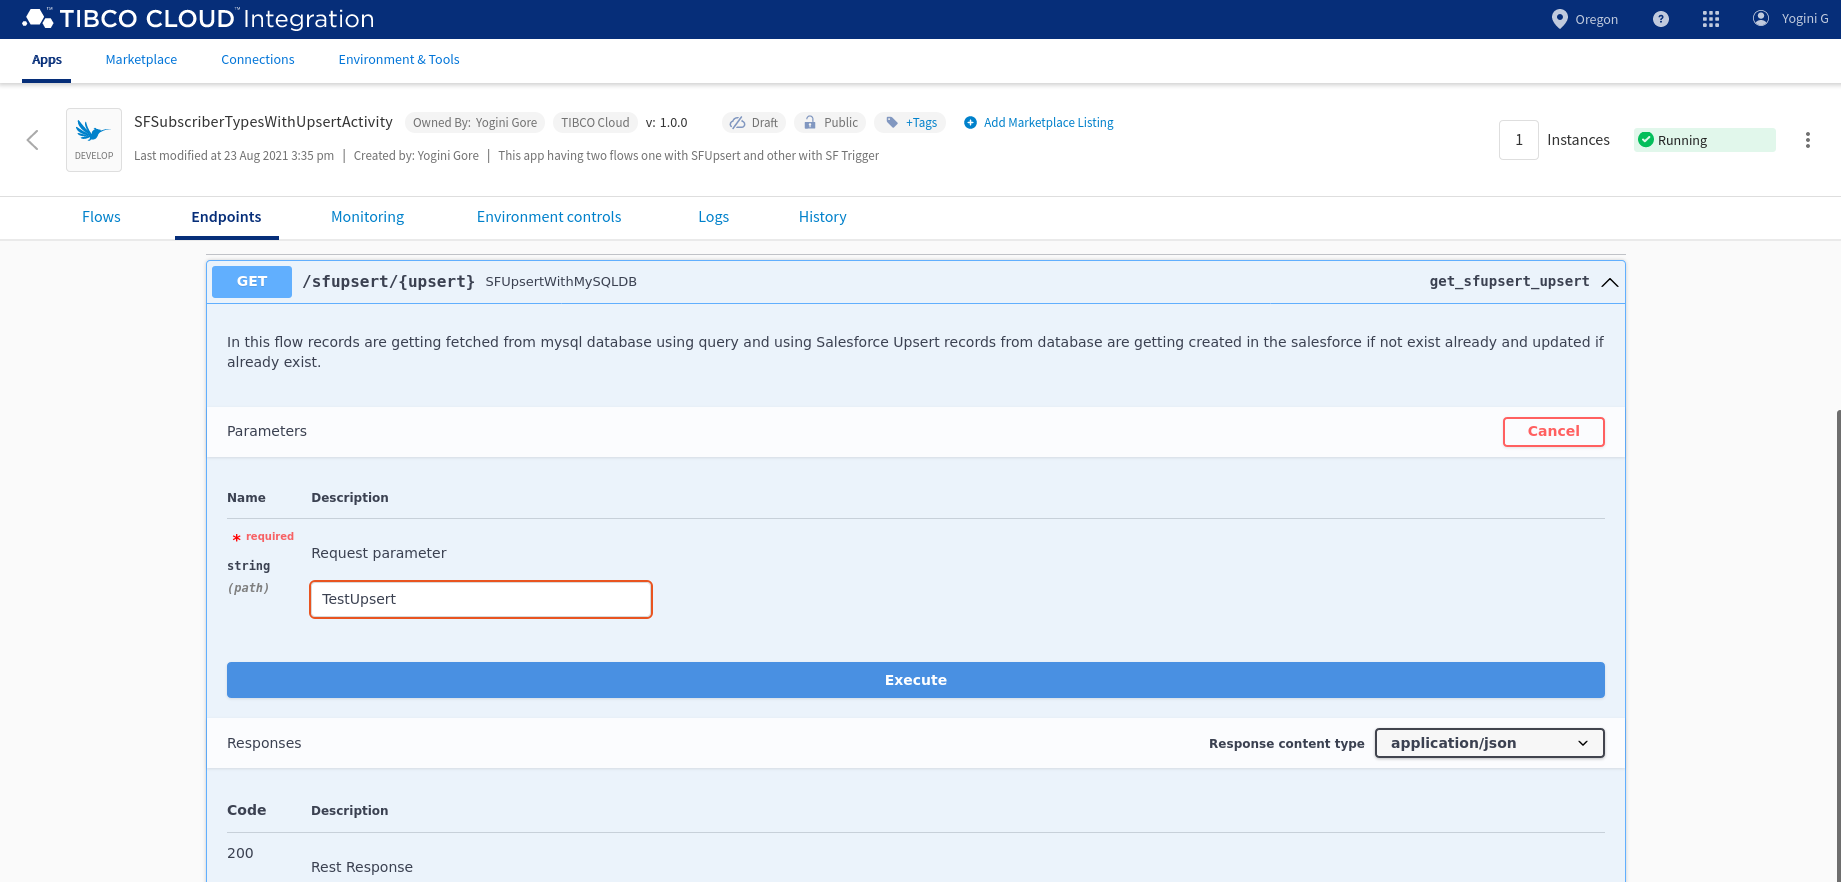 TIBCO CLOUD™ Integration
Oregon
?
Yogini G
Apps Marketplace Connections Environment & Tools
DEVELOP
SFSubscriberTypesWithUpsertActivity Owned By: Yogini Gore TIBCO Cloud v: 1.0.0 Draft Public +Tags Add Marketplace Listing
Last modified at 23 Aug 2021 3:35 pm | Created by: Yogini Gore | This app having two flows one with SFUpsert and other with SF Trigger
1 Instances Running
Flows Endpoints Monitoring Environment controls Logs History
GET /sfupsert/{upsert} SFUpsertWithMySQLDB get_sfupsert_upsert
In this flow records are getting fetched from mysql database using query and using Salesforce Upsert records from database are getting created in the salesforce if not exist already and updated if
already exist.
Parameters Cancel
Name Description
* required
string
(path)
Request parameter
TestUpsert
Execute
Responses Response content type application/json
Code Description
200
Rest Response